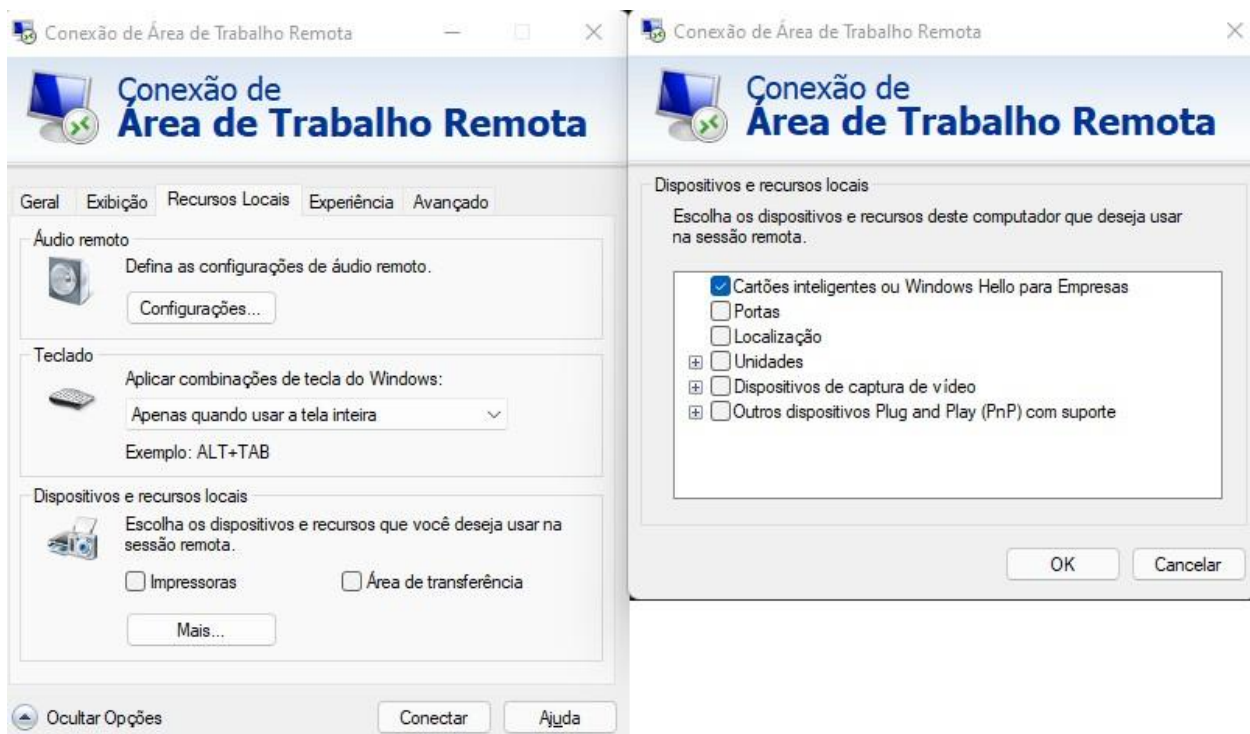 Conexão de Área de Trabalho Remota
Conexão de
Área de Trabalho Remota
Geral Exibição Recursos Locais Experiência Avançado
Áudio remoto
Defina as configurações de áudio remoto.
Configurações...
Teclado
Aplicar combinações de tecla do Windows:
Apenas quando usar a tela inteira
Exemplo: ALT+TAB
Dispositivos e recursos locais
Escolha os dispositivos e recursos que você deseja usar na
sessão remota.
Impressoras Área de transferência
Mais...
Ocultar Opções Conectar Ajuda
Conexão de Área de Trabalho Remota
Conexão de
Área de Trabalho Remota
Dispositivos e recursos locais
Escolha os dispositivos e recursos deste computador que deseja usar
na sessão remota.
Cartões inteligentes ou Windows Hello para Empresas
Portas
Localização
Unidades
Dispositivos de captura de vídeo
Outros dispositivos Plug and Play (PnP) com suporte
OK Cancelar